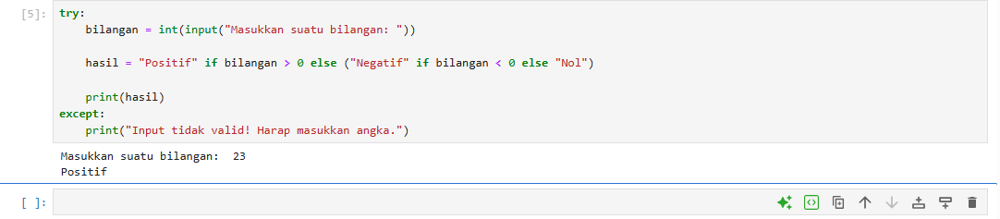 [5]: try:
    bilangan = int(input("Masukkan suatu bilangan: "))
    hasil = "Positif" if bilangan > 0 else ("Negatif" if bilangan < 0 else "Nol")
    print(hasil)
except:
    print("Input tidak valid! Harap masukkan angka.")
Masukkan suatu bilangan:  23
Positif
[ ]: